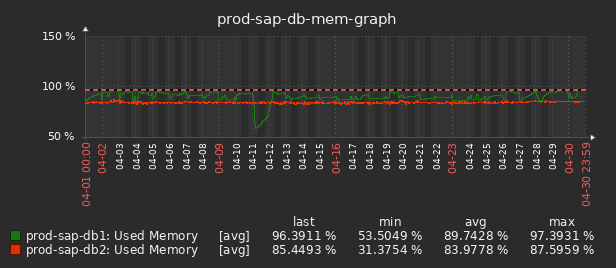 prod-sap-db-mem-graph
150 %
100 %
50 %
04-01 00:00 04-02 04-03 04-04 04-05 04-06 04-07 04-08 04-09 04-10 04-11 04-12 04-13 04-14 04-15 04-16 04-17 04-18 04-19 04-20 04-21 04-22 04-23 04-24 04-25 04-26 04-27 04-28 04-29 04-30 04-30 23:59
last min avg max
prod-sap-db1: Used Memory [avg] 96.3911 % 53.5049 % 89.7428 % 97.3931 %
prod-sap-db2: Used Memory [avg] 85.4493 % 31.3754 % 83.9778 % 87.5959 %